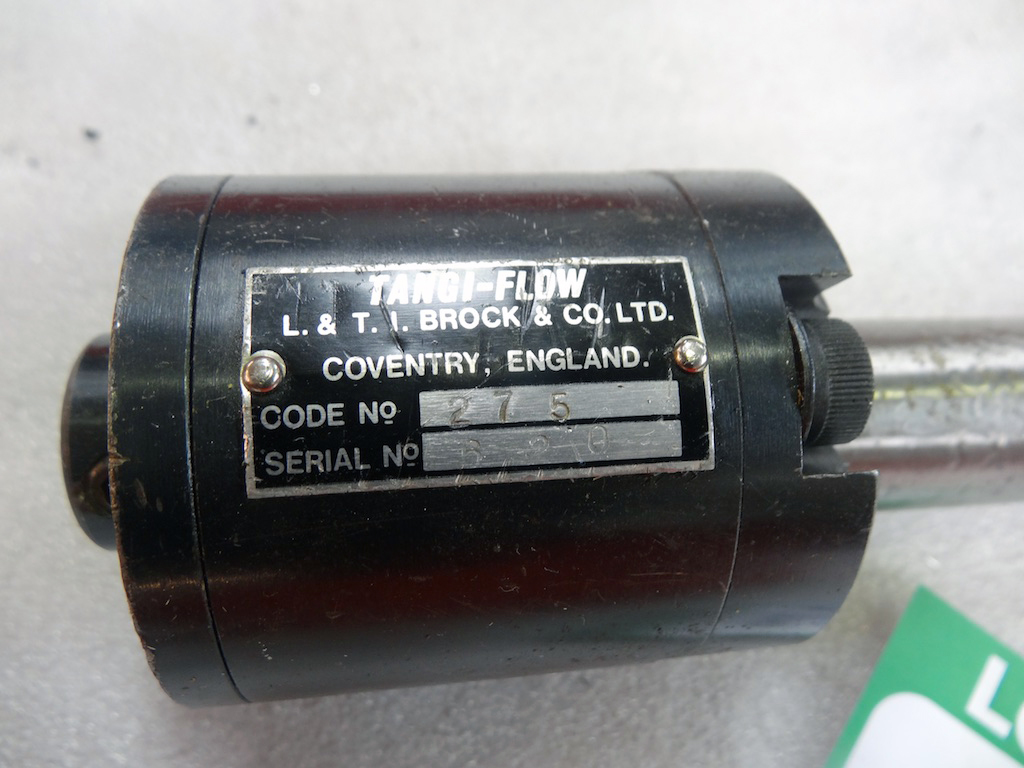 TANGI-FLOW
L. & T. I. BROCK & CO. LTD.
COVENTRY, ENGLAND.
CODE No 275
SERIAL No